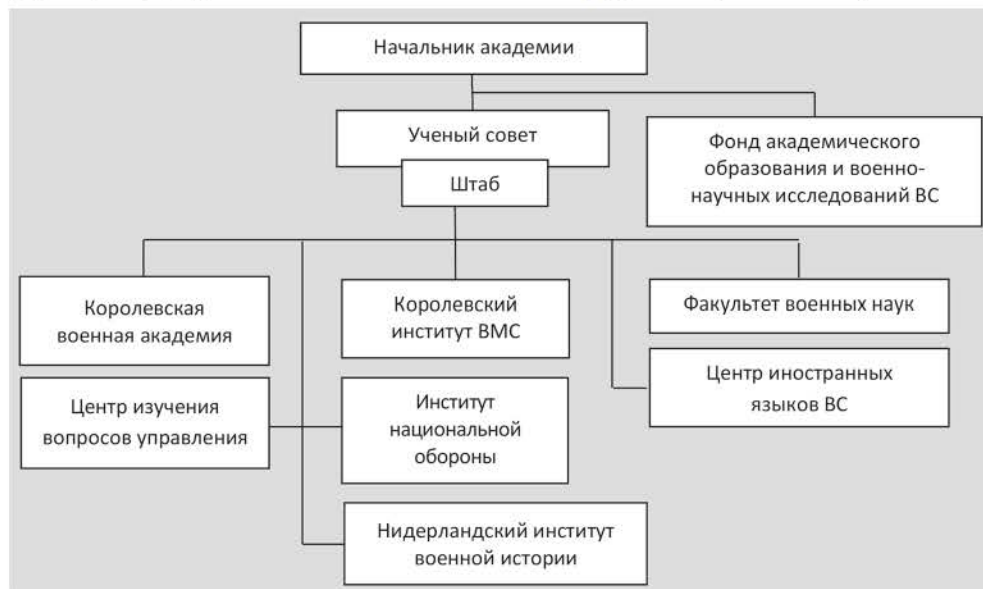 Начальник академии
Ученый совет
Фонд академического
образования и военно-
научных исследований ВС
Штаб
Королевская
военная академия
Королевский
институт ВМС
Факультет военных наук
Центр изучения
вопросов управления
Институт
национальной
обороны
Центр иностранных
языков ВС
Нидерландский институт
военной истории